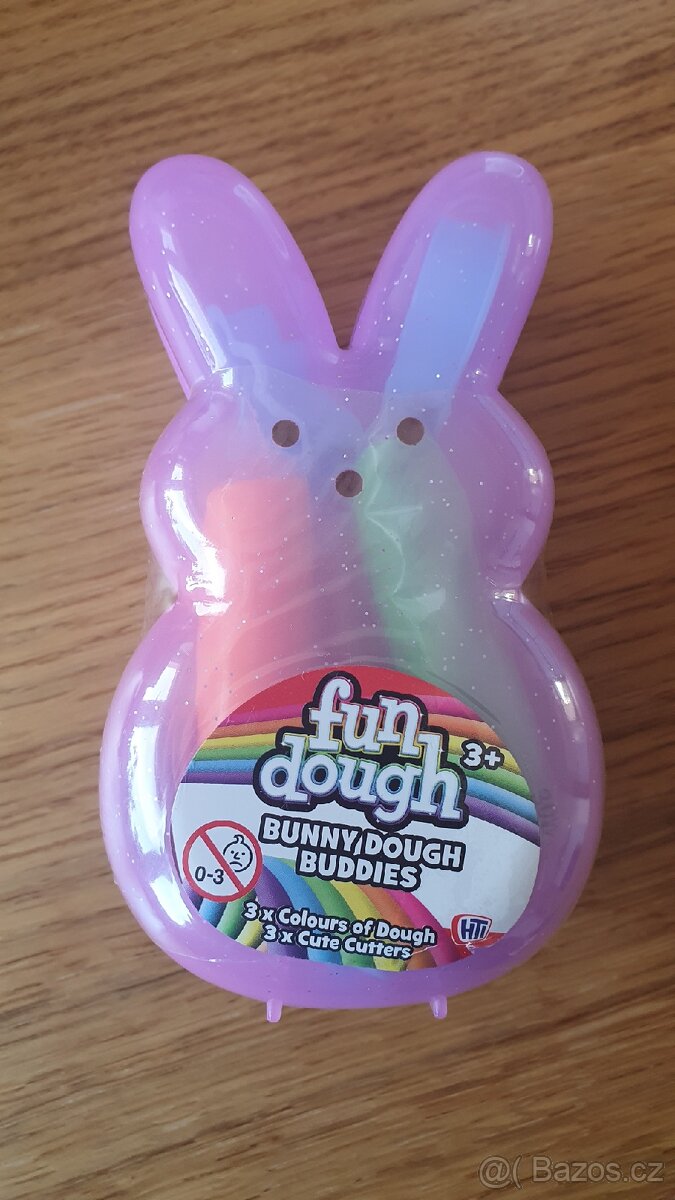 fun
dough
3+
BUNNY DOUGH
BUDDIES
0-3
3 x Colours of Dough
3 x Cute Cutters
HTI
@( Bazos.cz